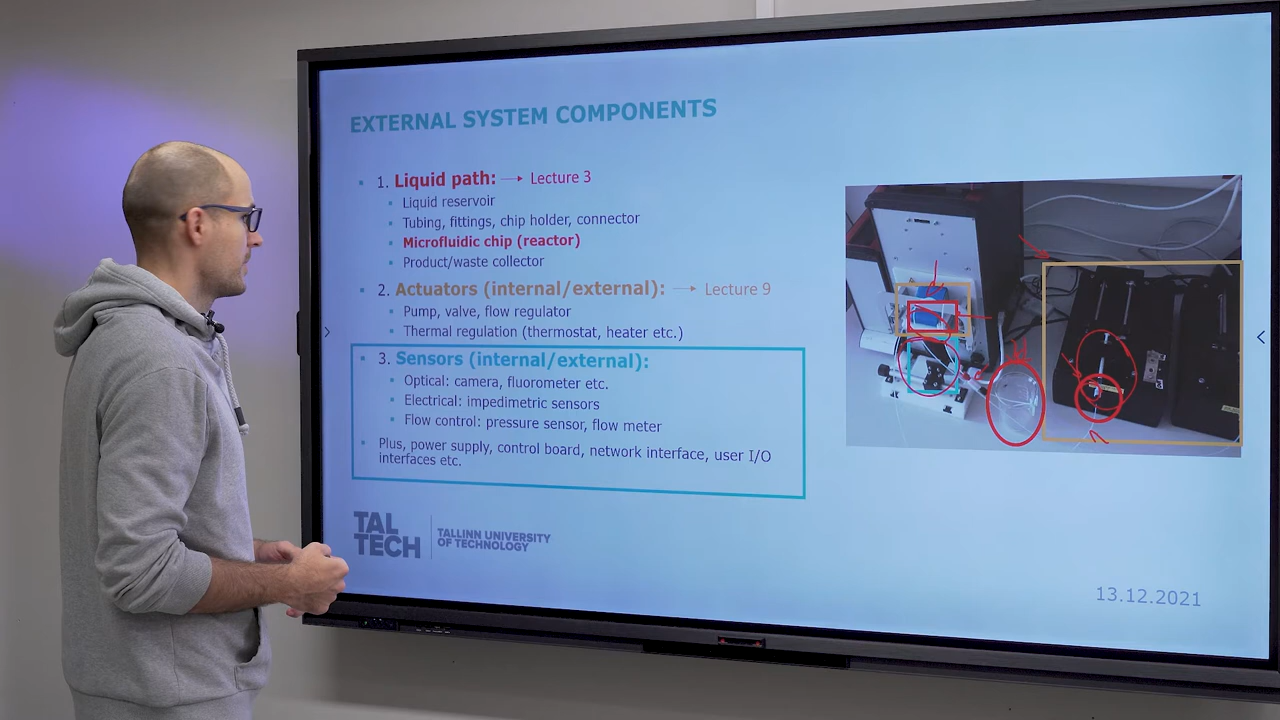 EXTERNAL SYSTEM COMPONENTS
1. Liquid path: → Lecture 3
Liquid reservoir
Tubing, fittings, chip holder, connector
Microfluidic chip (reactor)
Product/waste collector
2. Actuators (internal/external): → Lecture 9
Pump, valve, flow regulator
Thermal regulation (thermostat, heater etc.)
3. Sensors (internal/external):
Optical: camera, fluorometer etc.
Electrical: impedimetric sensors
Flow control: pressure sensor, flow meter
Plus, power supply, control board, network interface, user I/O
interfaces etc.
TAL
TECH
TALLINN UNIVERSITY
OF TECHNOLOGY
13.12.2021